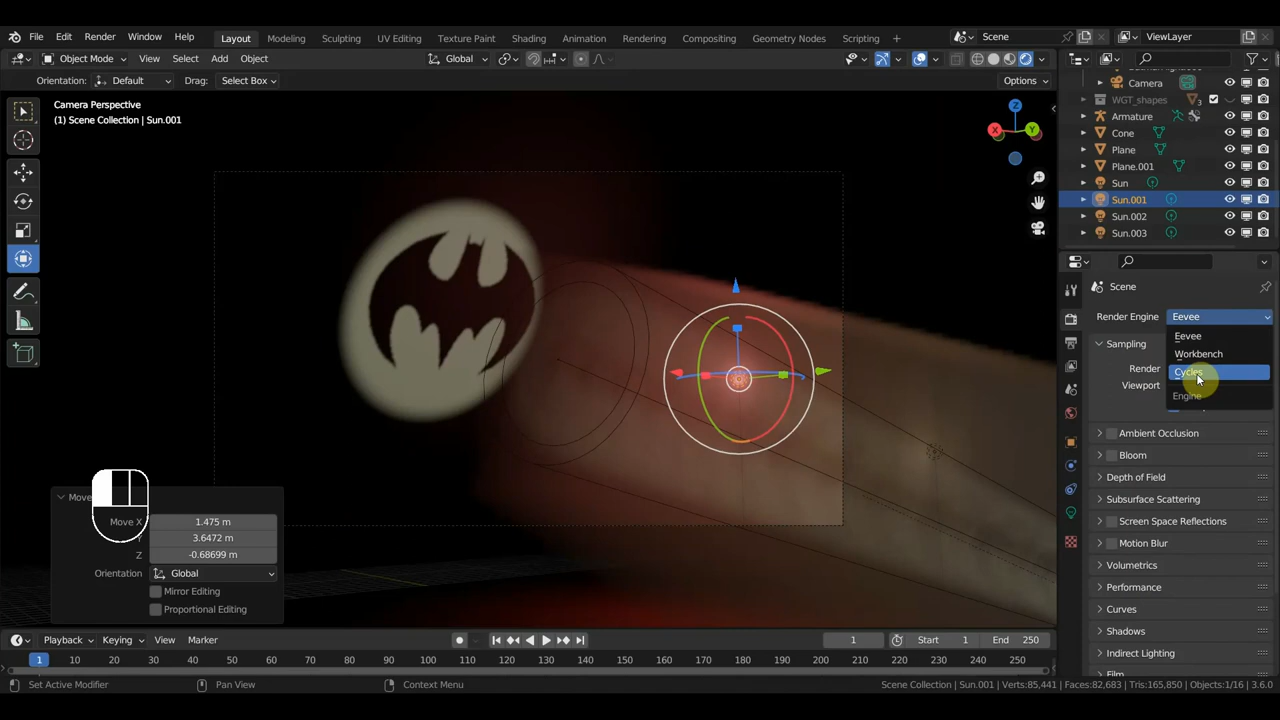 File Edit Render Window Help Layout Modeling Sculpting UV Editing Texture Paint Shading Animation Rendering Compositing Geometry Nodes Scripting + Scene ViewLayer
Object Mode View Select Add Object Global
Orientation: Default Drag: Select Box Options
Camera Perspective
(1) Scene Collection | Sun.001
Z
X
Y
Camera
WGT_shapes 3
Armature
Cone
Plane
Plane.001
Sun
Sun.001
Sun.002
Sun.003
Scene
Render Engine Eevee
Eevee
Workbench
Cycles
Engine
Sampling
Render
Viewport
Ambient Occlusion
Bloom
Depth of Field
Subsurface Scattering
Screen Space Reflections
Motion Blur
Volumetrics
Performance
Curves
Shadows
Indirect Lighting
Film
Move
Move X 1.475 m
3.6472 m
Z -0.68699 m
Orientation Global
Mirror Editing
Proportional Editing
Playback Keying View Marker 1 Start 1 End 250
1 10 20 30 40 50 60 70 80 90 100 110 120 130 140 150 160 170 180 190 200 210 220 230 240 250
Set Active Modifier Pan View Context Menu Scene Collection | Sun.001 | Verts:85,441 | Faces:82,683 | Tris:165,850 | Objects:1/16 | 3.6.0